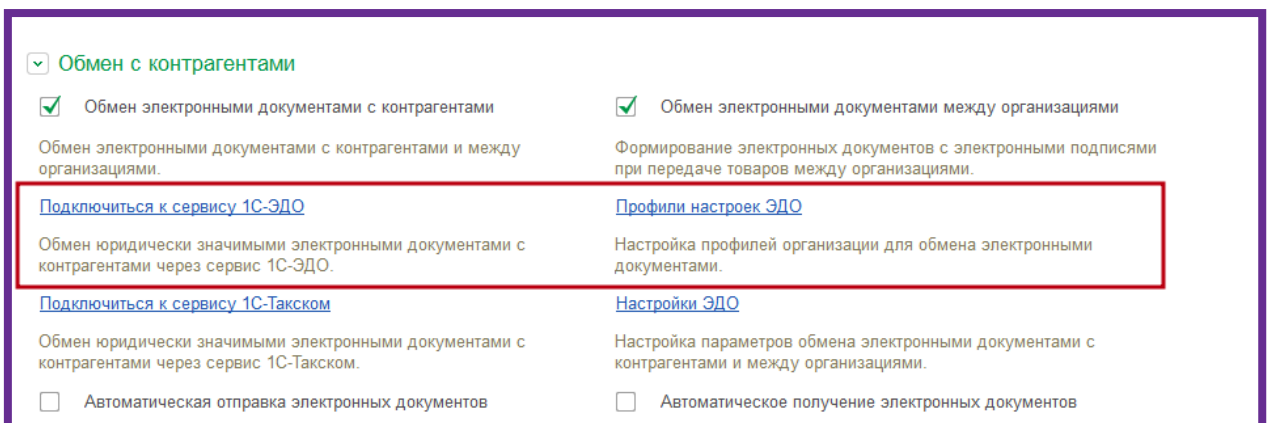 Обмен с контрагентами
Обмен электронными документами с контрагентами
Обмен электронными документами между организациями
Обмен электронными документами с контрагентами и между
организациями.
Формирование электронных документов с электронными подписями
при передаче товаров между организациями.
Подключиться к сервису 1С-ЭДО
Профили настроек ЭДО
Обмен юридически значимыми электронными документами с
контрагентами через сервис 1С-ЭДО.
Настройка профилей организации для обмена электронными
документами.
Подключиться к сервису 1С-Такском
Настройки ЭДО
Обмен юридически значимыми электронными документами с
контрагентами через сервис 1С-Такском.
Настройка параметров обмена электронными документами с
контрагентами и между организациями.
Автоматическая отправка электронных документов
Автоматическое получение электронных документов